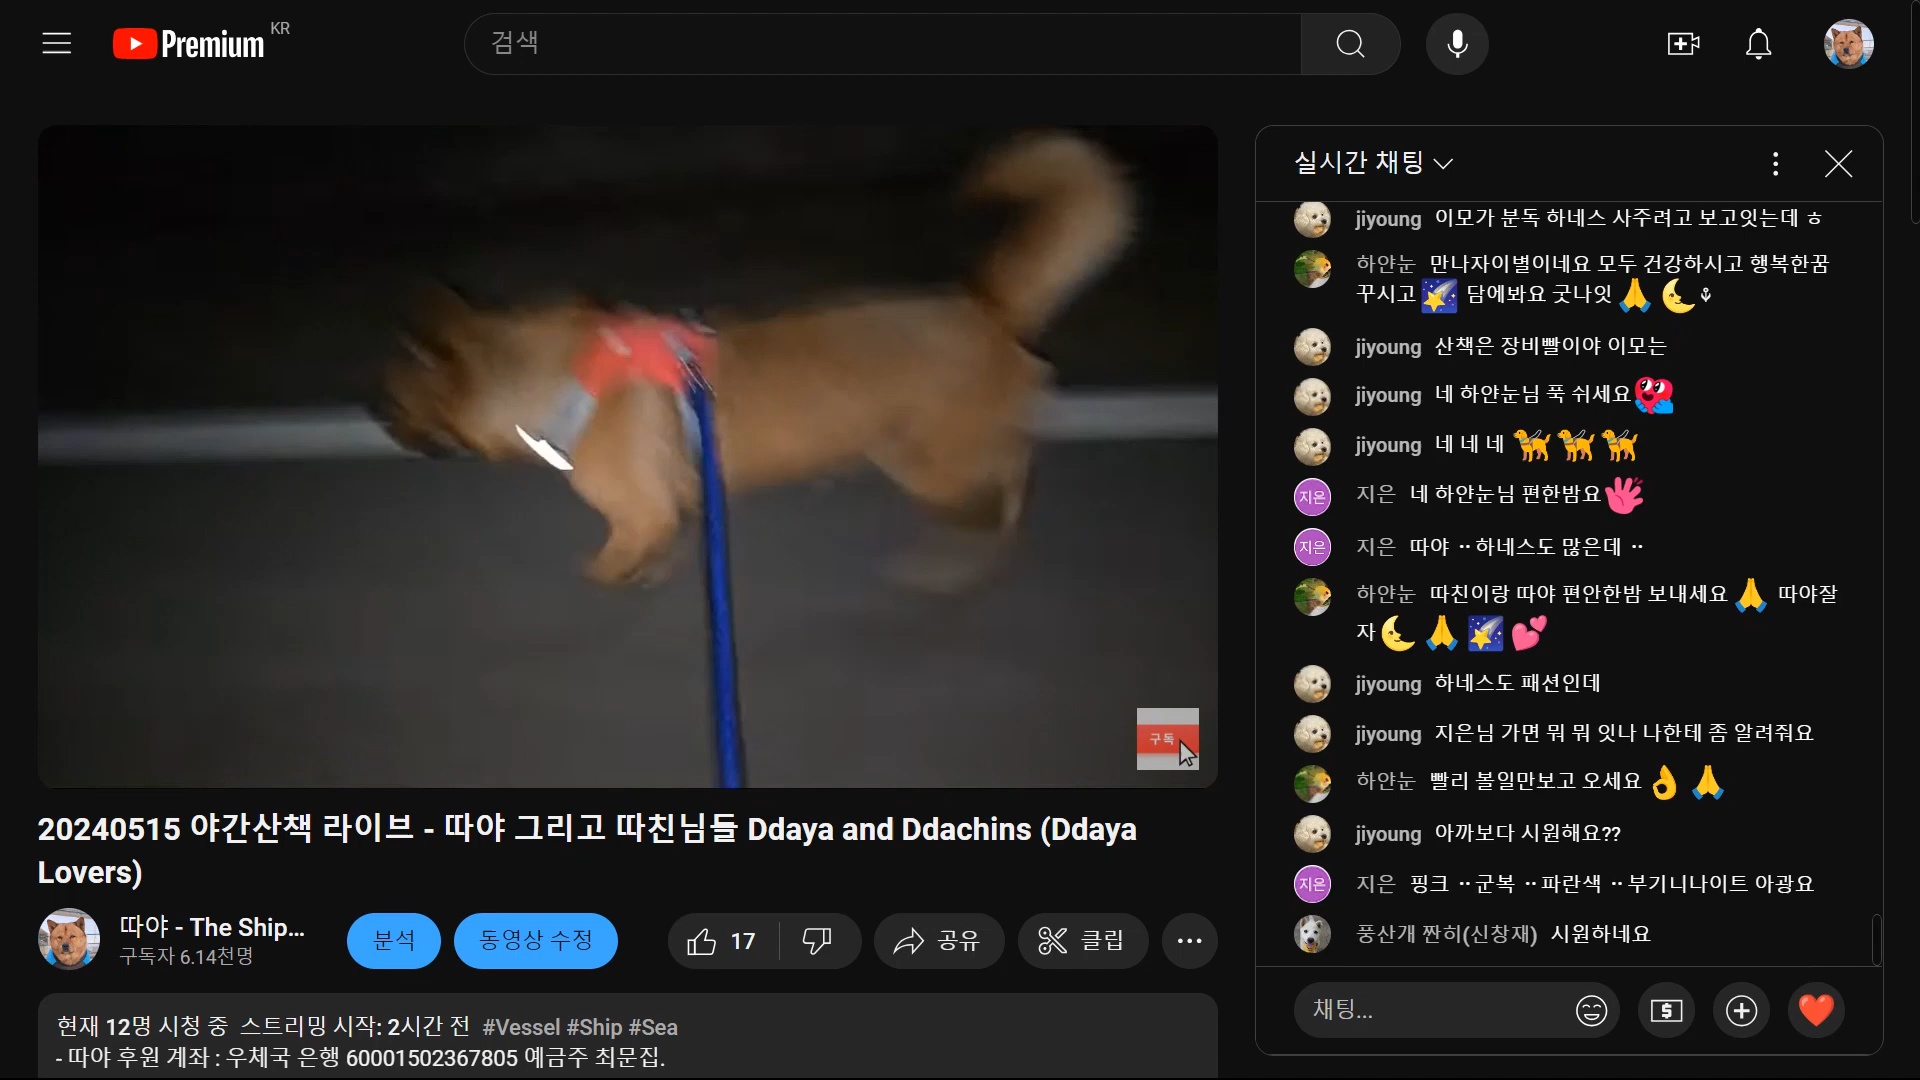 Premium KR
검색
구독
20240515 야간산책 라이브 - 따야 그리고 따친님들 Ddaya and Ddachins (Ddaya
Lovers)
따야 - The Ship...
구독자 6.14천명
분석
동영상 수정
17
공유
클립
현재 12명 시청 중 스트리밍 시작: 2시간 전 #Vessel #Ship #Sea
- 따야 후원 계좌 : 우체국 은행 60001502367805 예금주 최문집.
실시간 채팅
jiyoung 이모가 분독 하네스 사주려고 보고잇는데 ㅎ
하얀눈 만나자이별이네요 모두 건강하시고 행복한꿈
꾸시고🌠 담에봐요 굿나잇🙏 🌜⚓
jiyoung 산책은 장비빨이야 이모는
jiyoung 네 하얀눈님 푹 쉬세요
jiyoung 네 네 네 🦮🦮🦮
지은 네 하얀눈님 편한밤요
지은 따야 ··하네스도 많은데 ··
하얀눈 따친이랑 따야 편안한밤 보내세요🙏 따야잘
자🌜🙏🌠💕
jiyoung 하네스도 패션인데
jiyoung 지은님 가면 뭐 뭐 잇나 나한테 좀 알려줘요
하얀눈 빨리 볼일만보고 오세요👌🙏
jiyoung 아까보다 시원해요??
지은 핑크 ··군복 ··파란색 ··부기니나이트 야광요
풍산개 짠히(신창재) 시원하네요
채팅...